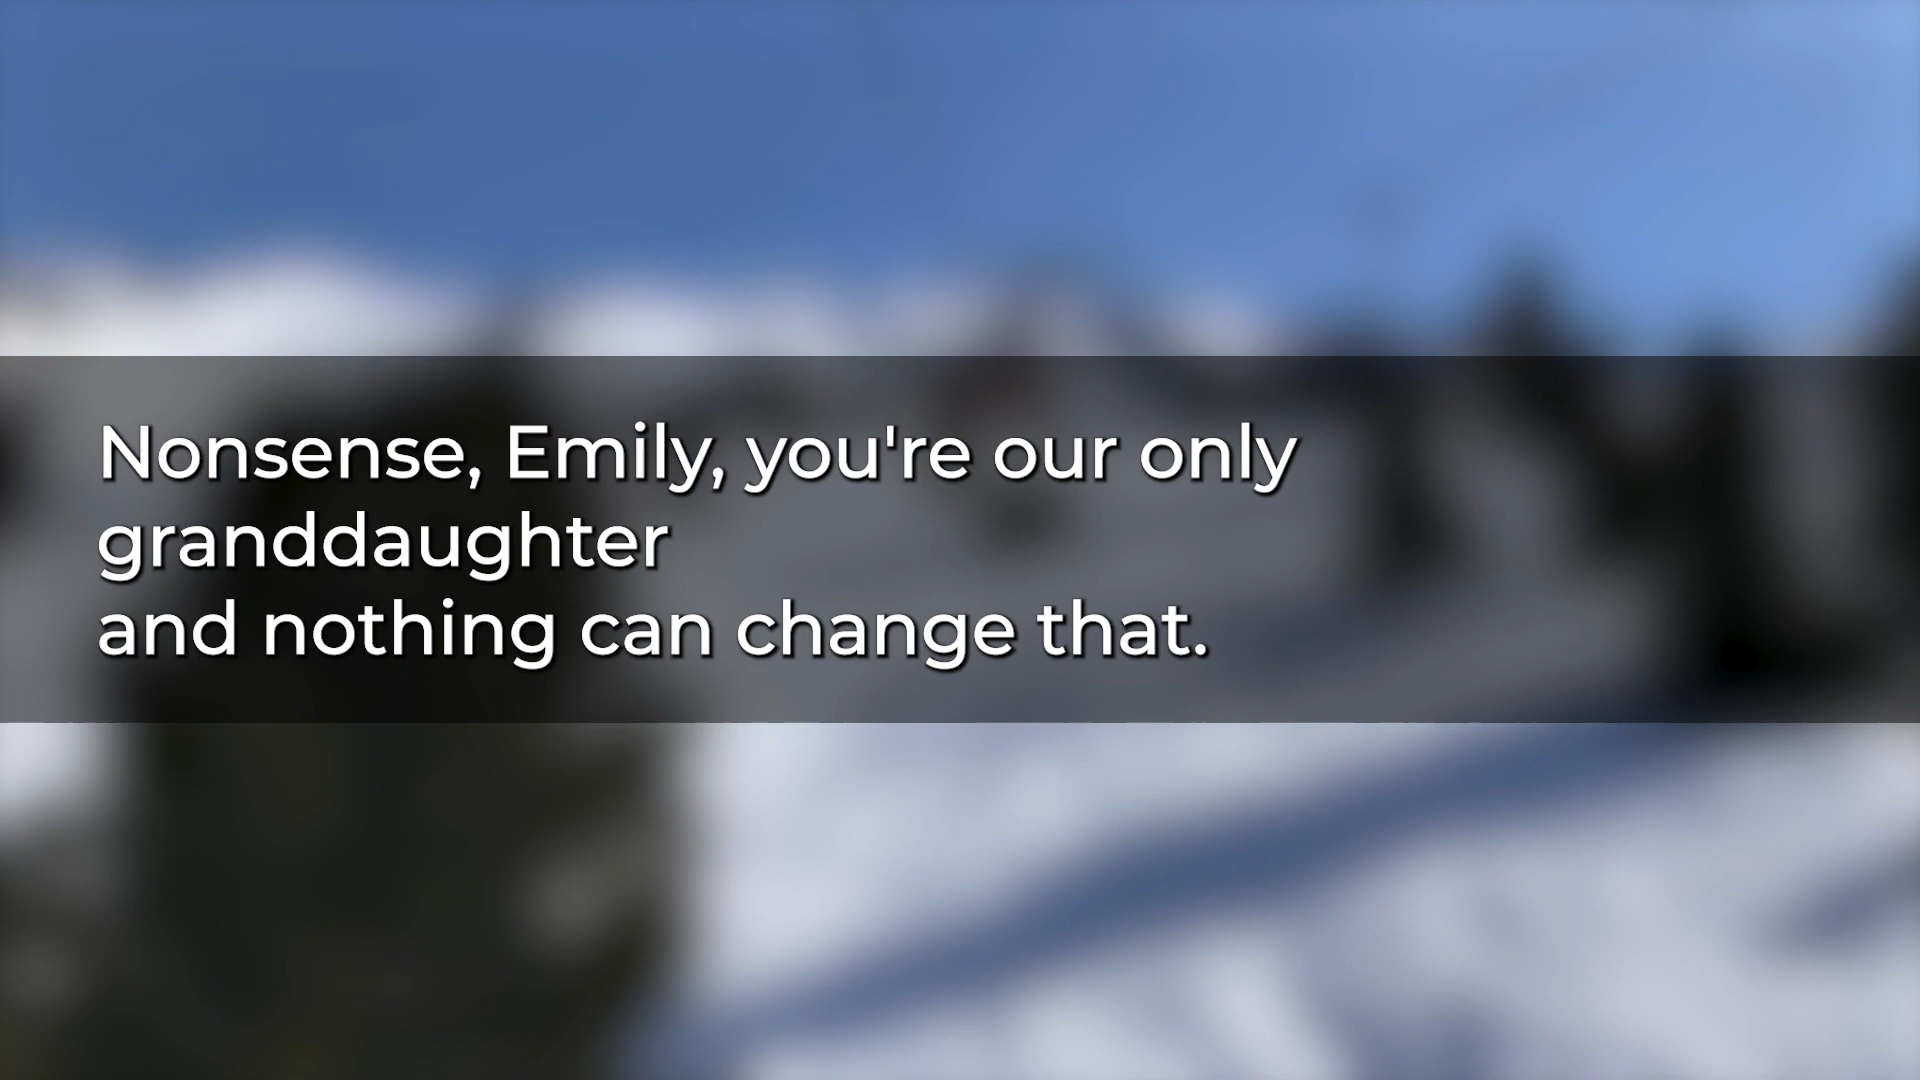 Nonsense, Emily, you're our only
granddaughter
and nothing can change that.